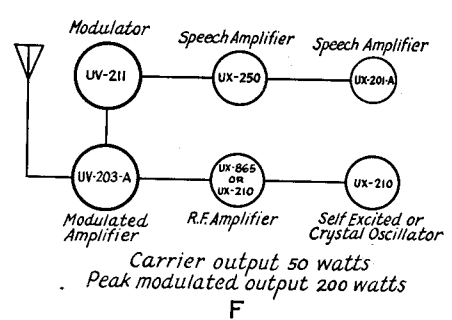 Modulator
Speech Amplifier
Speech Amplifier
UV-211
UX-250
UX-201-A
UV-203-A
UX-865
OR
UX-210
UX-210
Modulated
Amplifier
R.F. Amplifier
Self Excited or
Crystal Oscillator
Carrier output 50 watts
Peak modulated output 200 watts
F